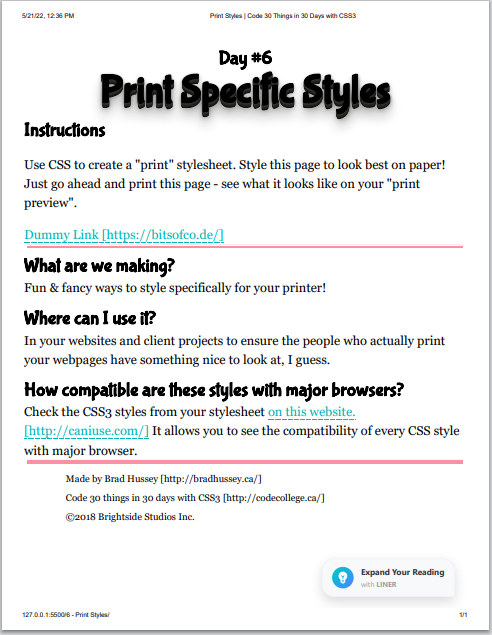 5/21/22, 12:36 PM Print Styles | Code 30 Things in 30 Days with CSS3
Day #6
Print Specific Styles
Instructions
Use CSS to create a "print" stylesheet. Style this page to look best on paper!
Just go ahead and print this page - see what it looks like on your "print
preview".
Dummy Link [https://bitsofco.de/]
What are we making?
Fun & fancy ways to style specifically for your printer!
Where can I use it?
In your websites and client projects to ensure the people who actually print
your webpages have something nice to look at, I guess.
How compatible are these styles with major browsers?
Check the CSS3 styles from your stylesheet on this website.
[http://caniuse.com/] It allows you to see the compatibility of every CSS style
with major browser.
Made by Brad Hussey [http://bradhussey.ca/]
Code 30 things in 30 days with CSS3 [http://codecollege.ca/]
©2018 Brightside Studios Inc.
Expand Your Reading
with LINER
127.0.0.1:5500/6 - Print Styles/ 1/1